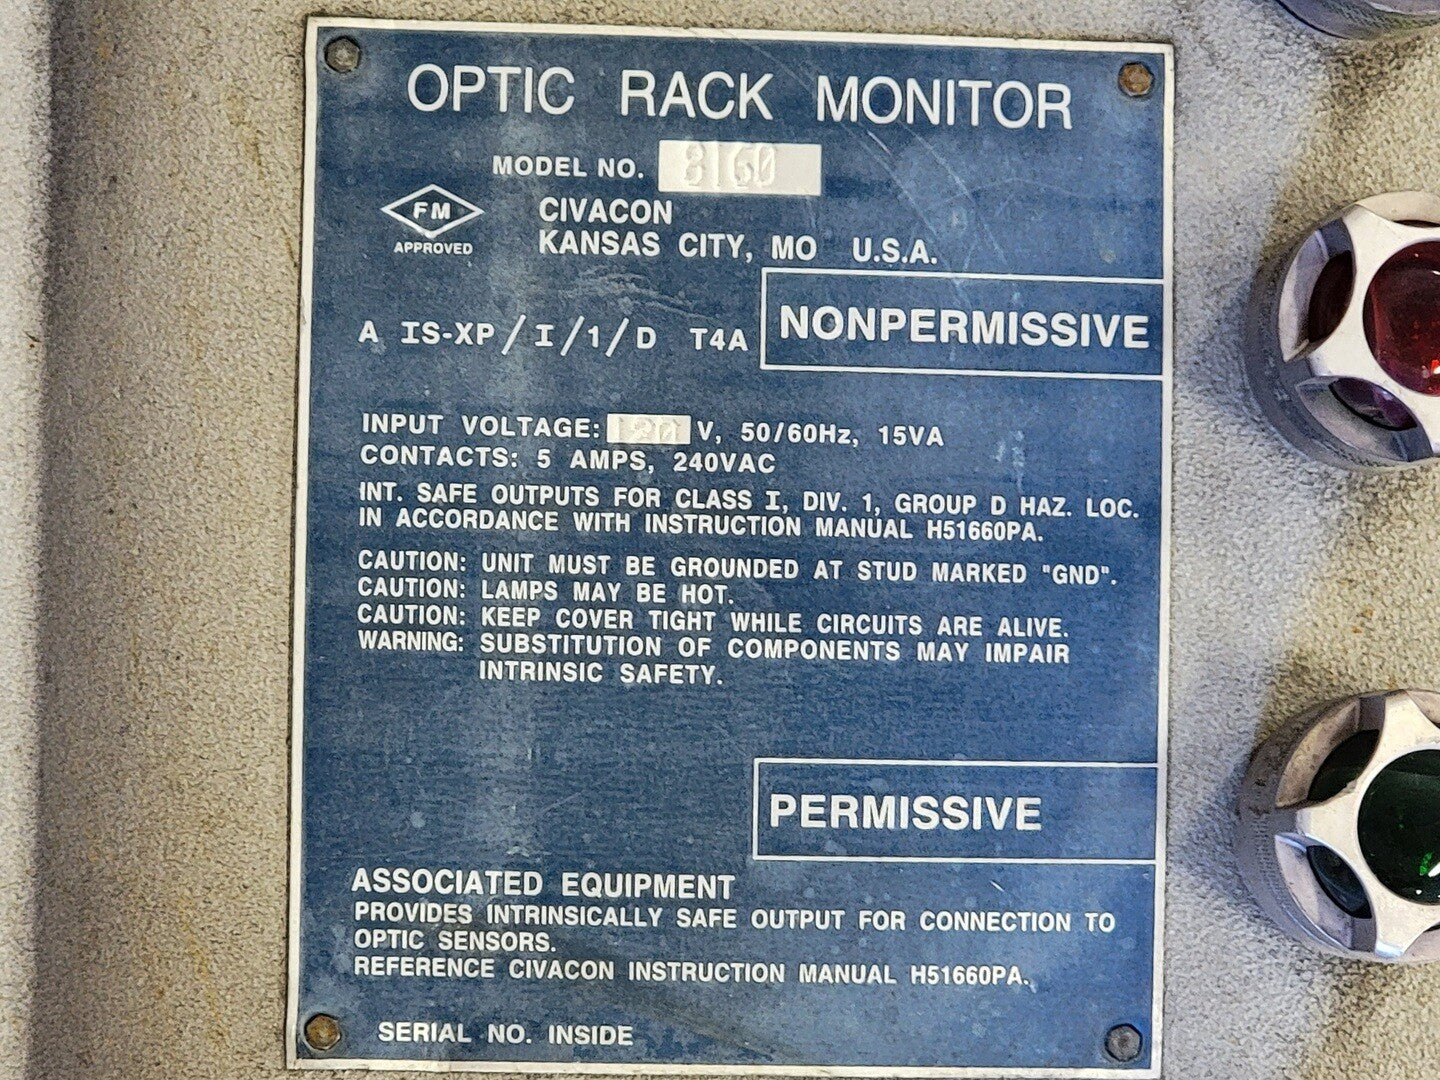 OPTIC RACK MONITOR
MODEL NO. 8160
FM
APPROVED
CIVACON
KANSAS CITY, MO U.S.A.
A IS-XP/I/1/D T4A
NONPERMISSIVE
INPUT VOLTAGE: 120 V, 50/60Hz, 15VA
CONTACTS: 5 AMPS, 240VAC
INT. SAFE OUTPUTS FOR CLASS I, DIV. 1, GROUP D HAZ. LOC.
IN ACCORDANCE WITH INSTRUCTION MANUAL H51660PA.
CAUTION: UNIT MUST BE GROUNDED AT STUD MARKED "GND".
CAUTION: LAMPS MAY BE HOT.
CAUTION: KEEP COVER TIGHT WHILE CIRCUITS ARE ALIVE.
WARNING: SUBSTITUTION OF COMPONENTS MAY IMPAIR
INTRINSIC SAFETY.
PERMISSIVE
ASSOCIATED EQUIPMENT
PROVIDES INTRINSICALLY SAFE OUTPUT FOR CONNECTION TO
OPTIC SENSORS.
REFERENCE CIVACON INSTRUCTION MANUAL H51660PA.
SERIAL NO. INSIDE